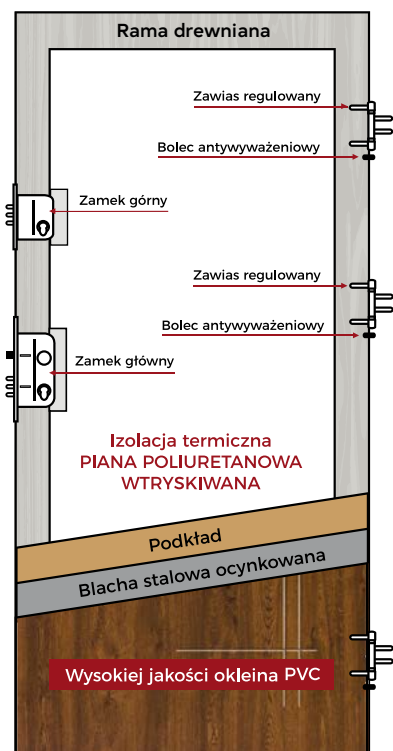 Rama drewniana
Zawias regulowany
Bolec antywyważeniowy
Zamek górny
Zawias regulowany
Bolec antywyważeniowy
Zamek główny
Izolacja termiczna
PIANA POLIURETANOWA
WTRYSKIWANA
Podkład
Blacha stalowa ocynkowana
Wysokiej jakości okleina PVC